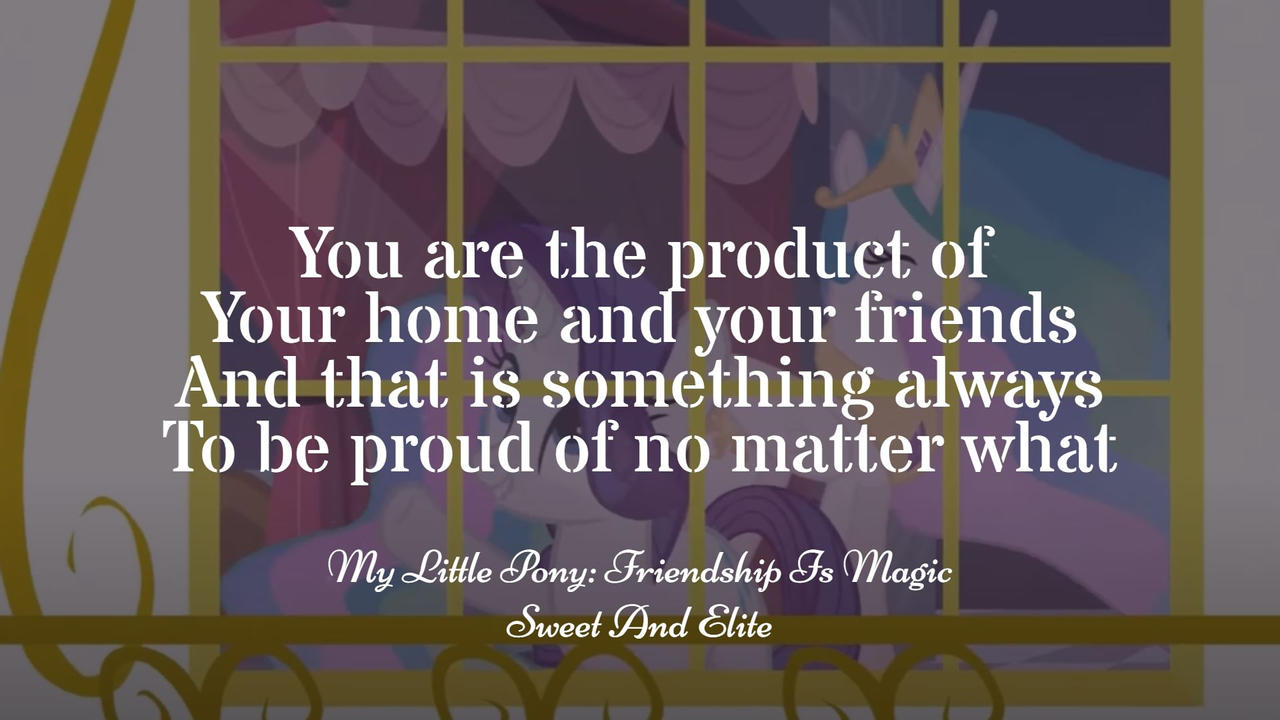 You are the product of
Your home and your friends
And that is something always
To be proud of no matter what
My Little Pony: Friendship Is Magic
Sweet And Elite